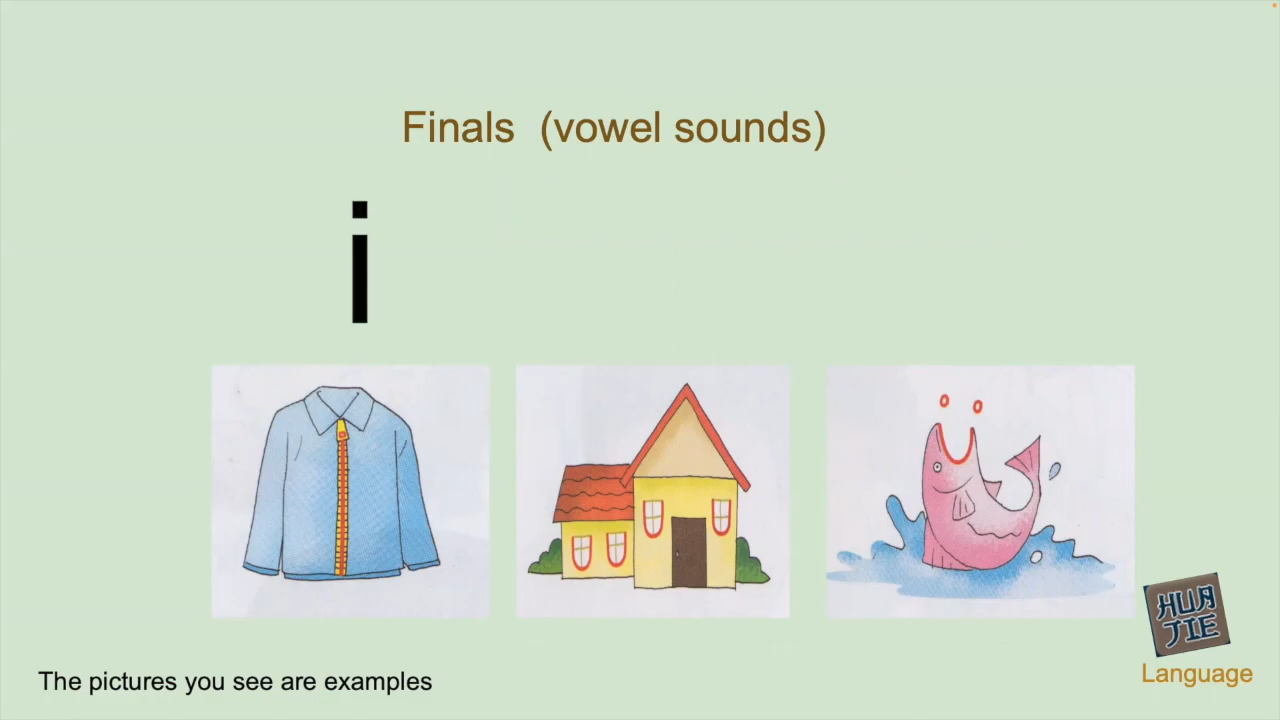 Finals (vowel sounds)
i
HUA
JIE
Language
The pictures you see are examples